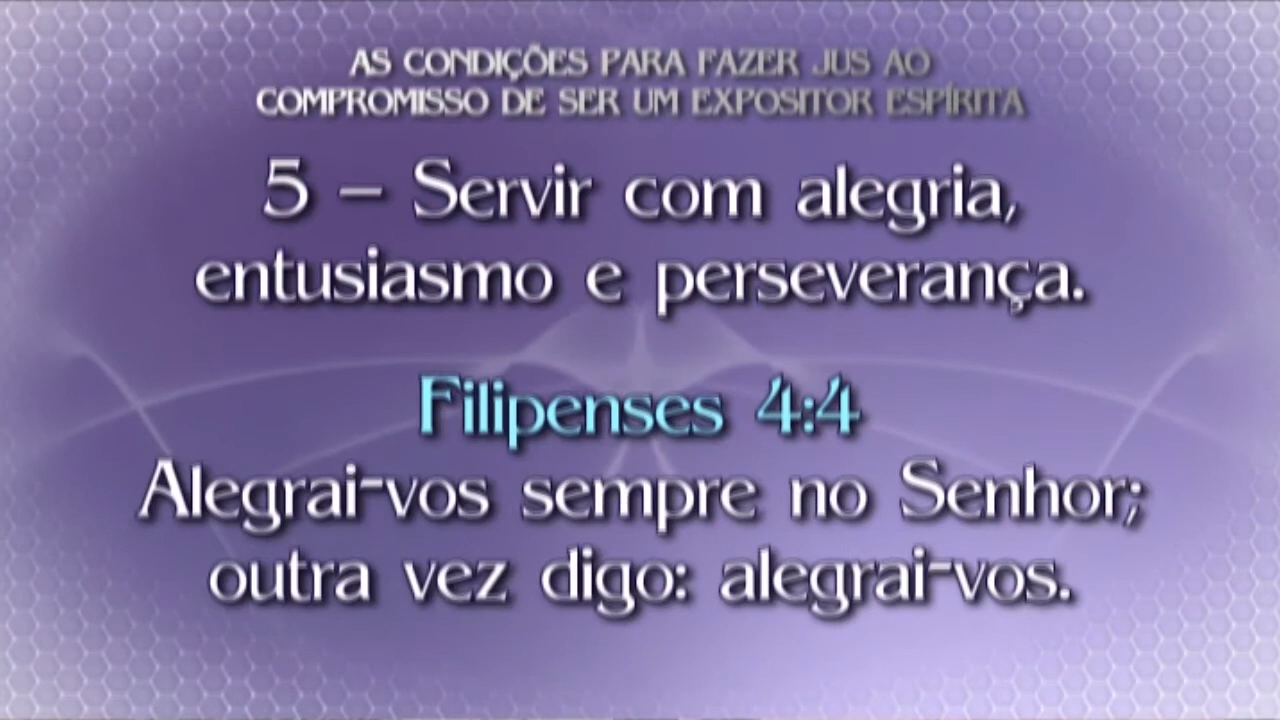 AS CONDIÇÕES PARA FAZER JUS AO
COMPROMISSO DE SER UM EXPOSITOR ESPÍRITA
5 – Servir com alegria,
entusiasmo e perseverança.
Filipenses 4:4
Alegrai-vos sempre no Senhor;
outra vez digo: alegrai-vos.